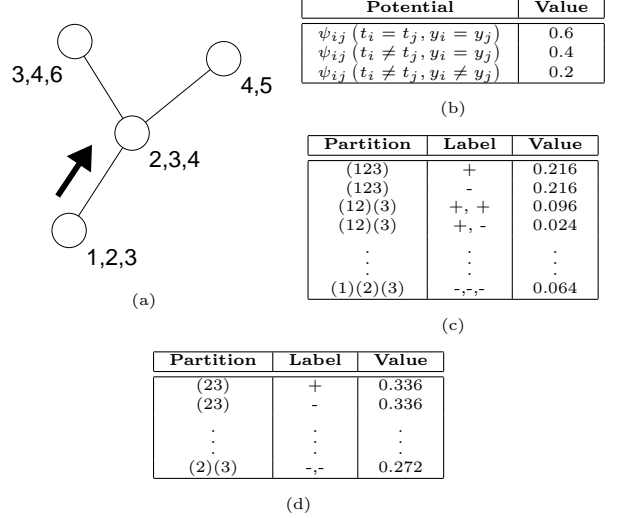 3,4,6
4,5
2,3,4
1,2,3
(a)
Potential Value
ψij (ti = tj, yi = yj) 0.6
ψij (ti ≠ tj, yi = yj) 0.4
ψij (ti ≠ tj, yi ≠ yj) 0.2
(b)
Partition Label Value
(123) + 0.216
(123) - 0.216
(12)(3) +, + 0.096
(12)(3) +, - 0.024
. . .
. . .
. . .
(1)(2)(3) -,-,- 0.064
(c)
Partition Label Value
(23) + 0.336
(23) - 0.336
. . .
. . .
. . .
(2)(3) -,- 0.272
(d)